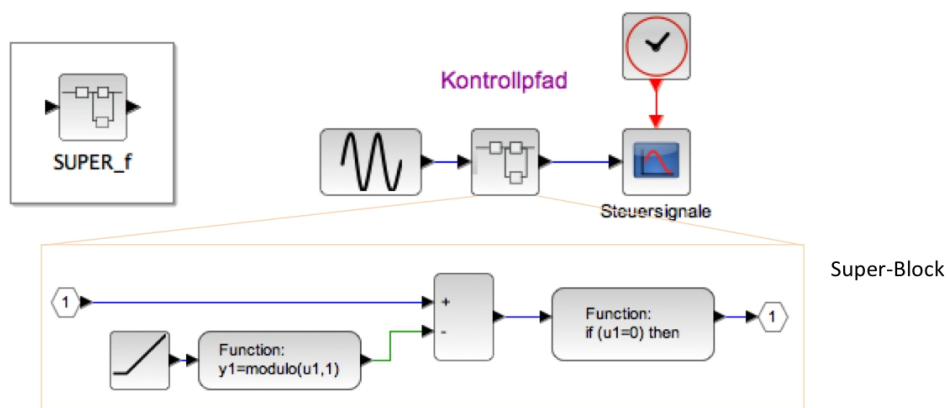 Kontrollpfad
SUPER_f
Steuersignale
Super-Block
1
+
-
Function:
if (u1=0) then
1
Function:
y1=modulo(u1,1)